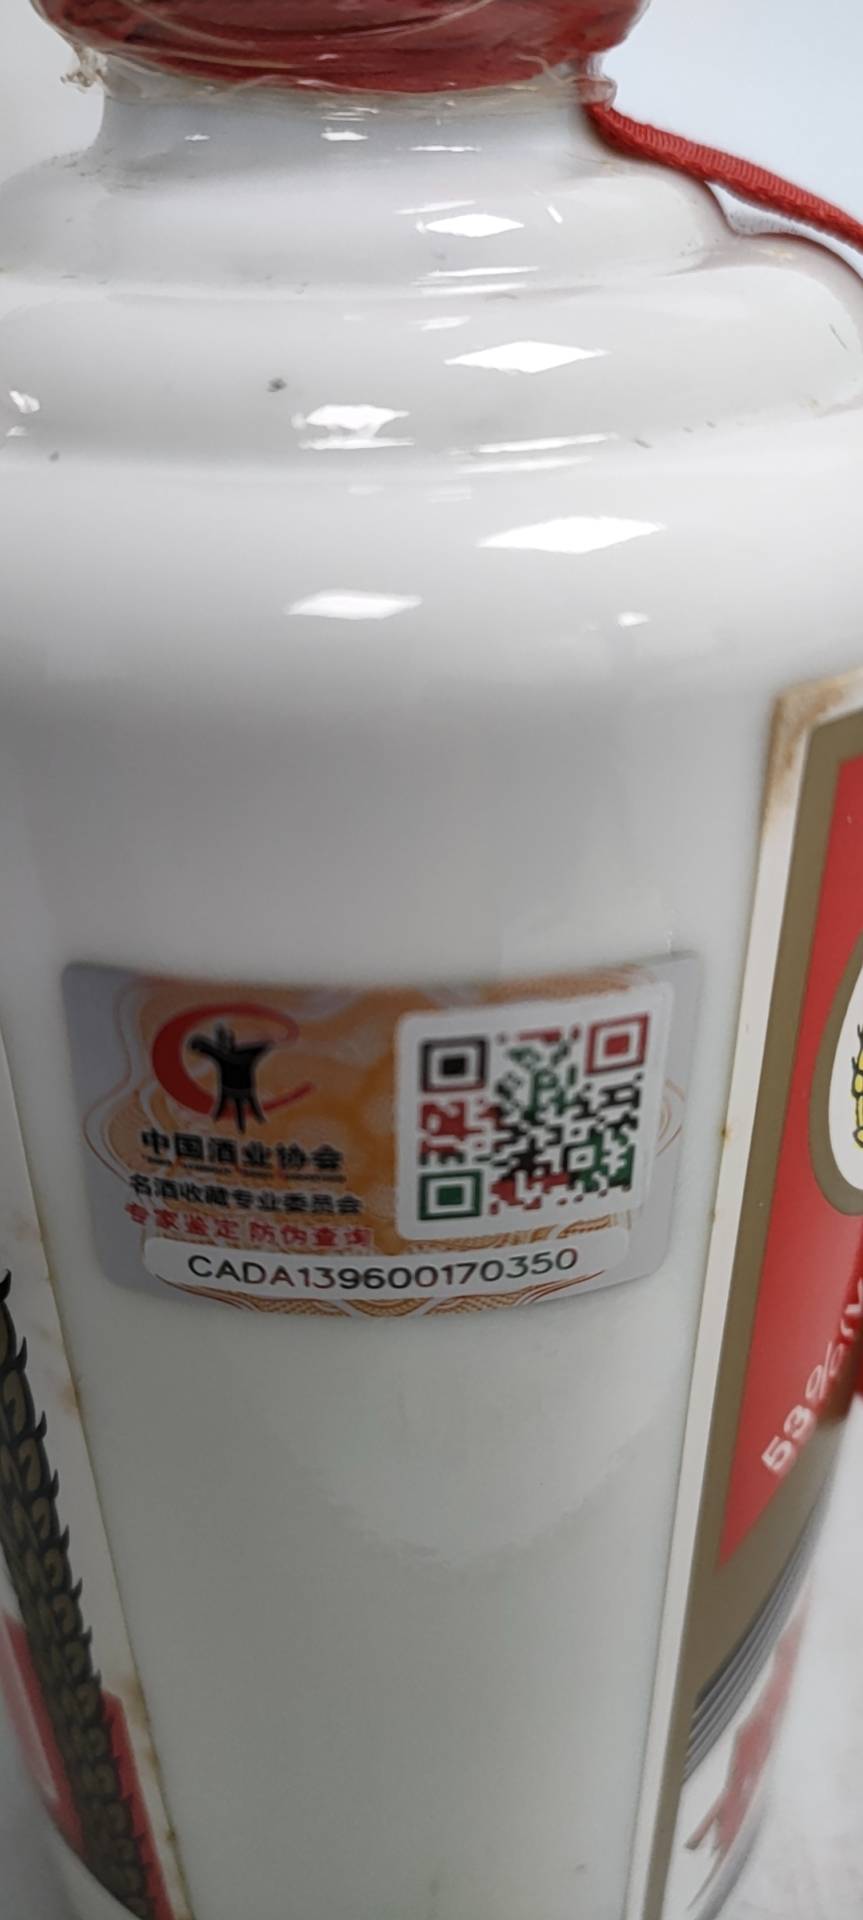 中国酒业协会
名酒收藏专业委员会
专家鉴定 防伪查询
CADA139600170350
53%(V